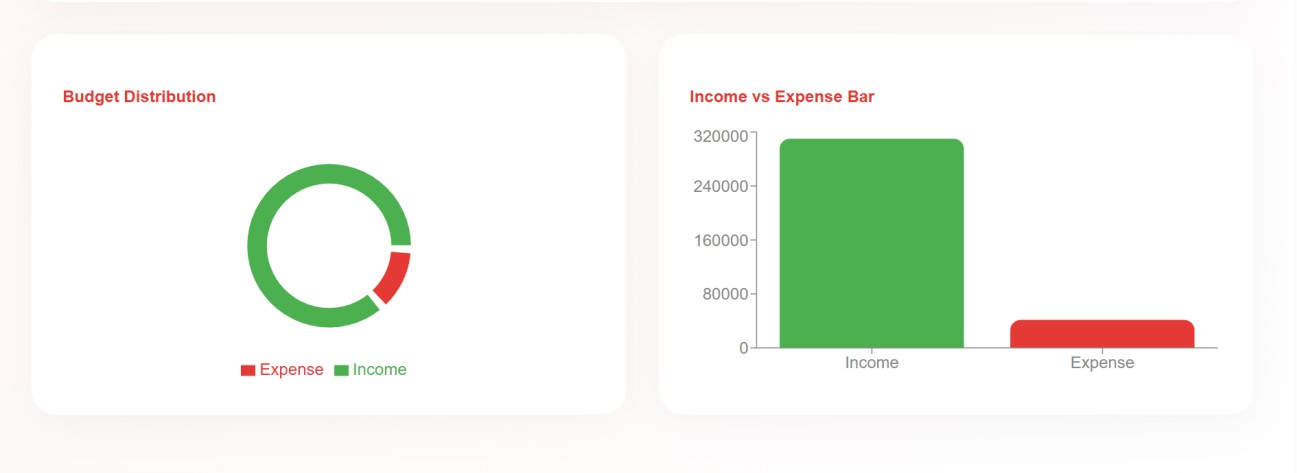 Budget Distribution
Expense Income
Income vs Expense Bar
320000
240000
160000
80000
0
Income Expense